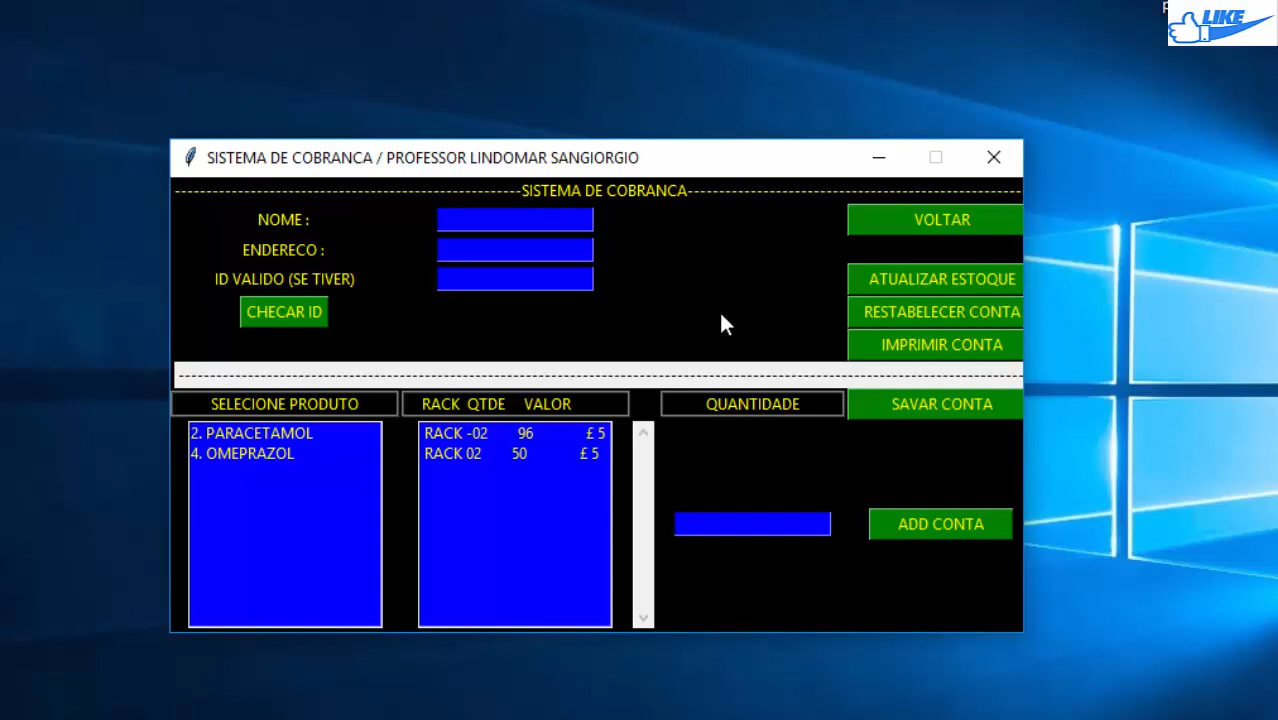 LIKE
SISTEMA DE COBRANCA / PROFESSOR LINDOMAR SANGIORGIO
-------------------------------------------------------SISTEMA DE COBRANCA-----------------------------------------------------
NOME :
VOLTAR
ENDERECO :
ID VALIDO (SE TIVER)
ATUALIZAR ESTOQUE
CHECAR ID
RESTABELECER CONTA
IMPRIMIR CONTA
SELECIONE PRODUTO
RACK QTDE VALOR
QUANTIDADE
SAVAR CONTA
2. PARACETAMOL
RACK -02 96 £ 5
4. OMEPRAZOL
RACK 02 50 £ 5
ADD CONTA